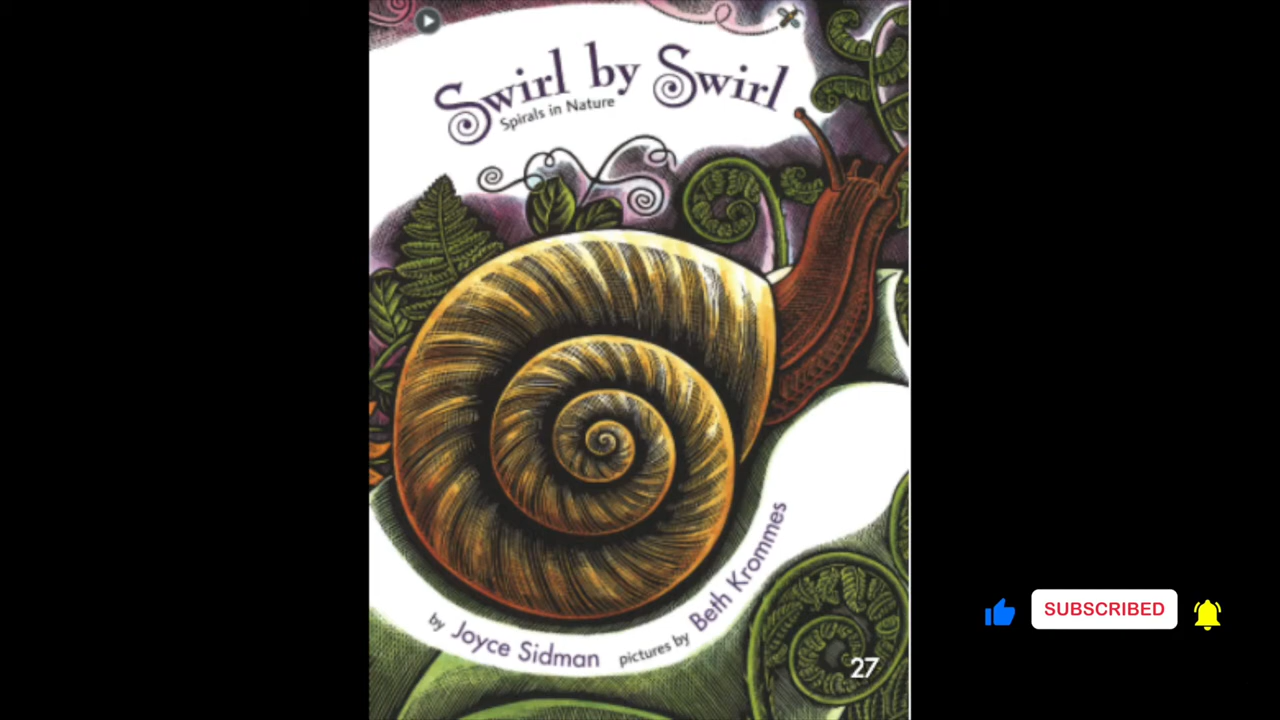 Swirl by Swirl
Spirals in Nature
by Joyce Sidman
pictures by Beth Krommes
SUBSCRIBED
27